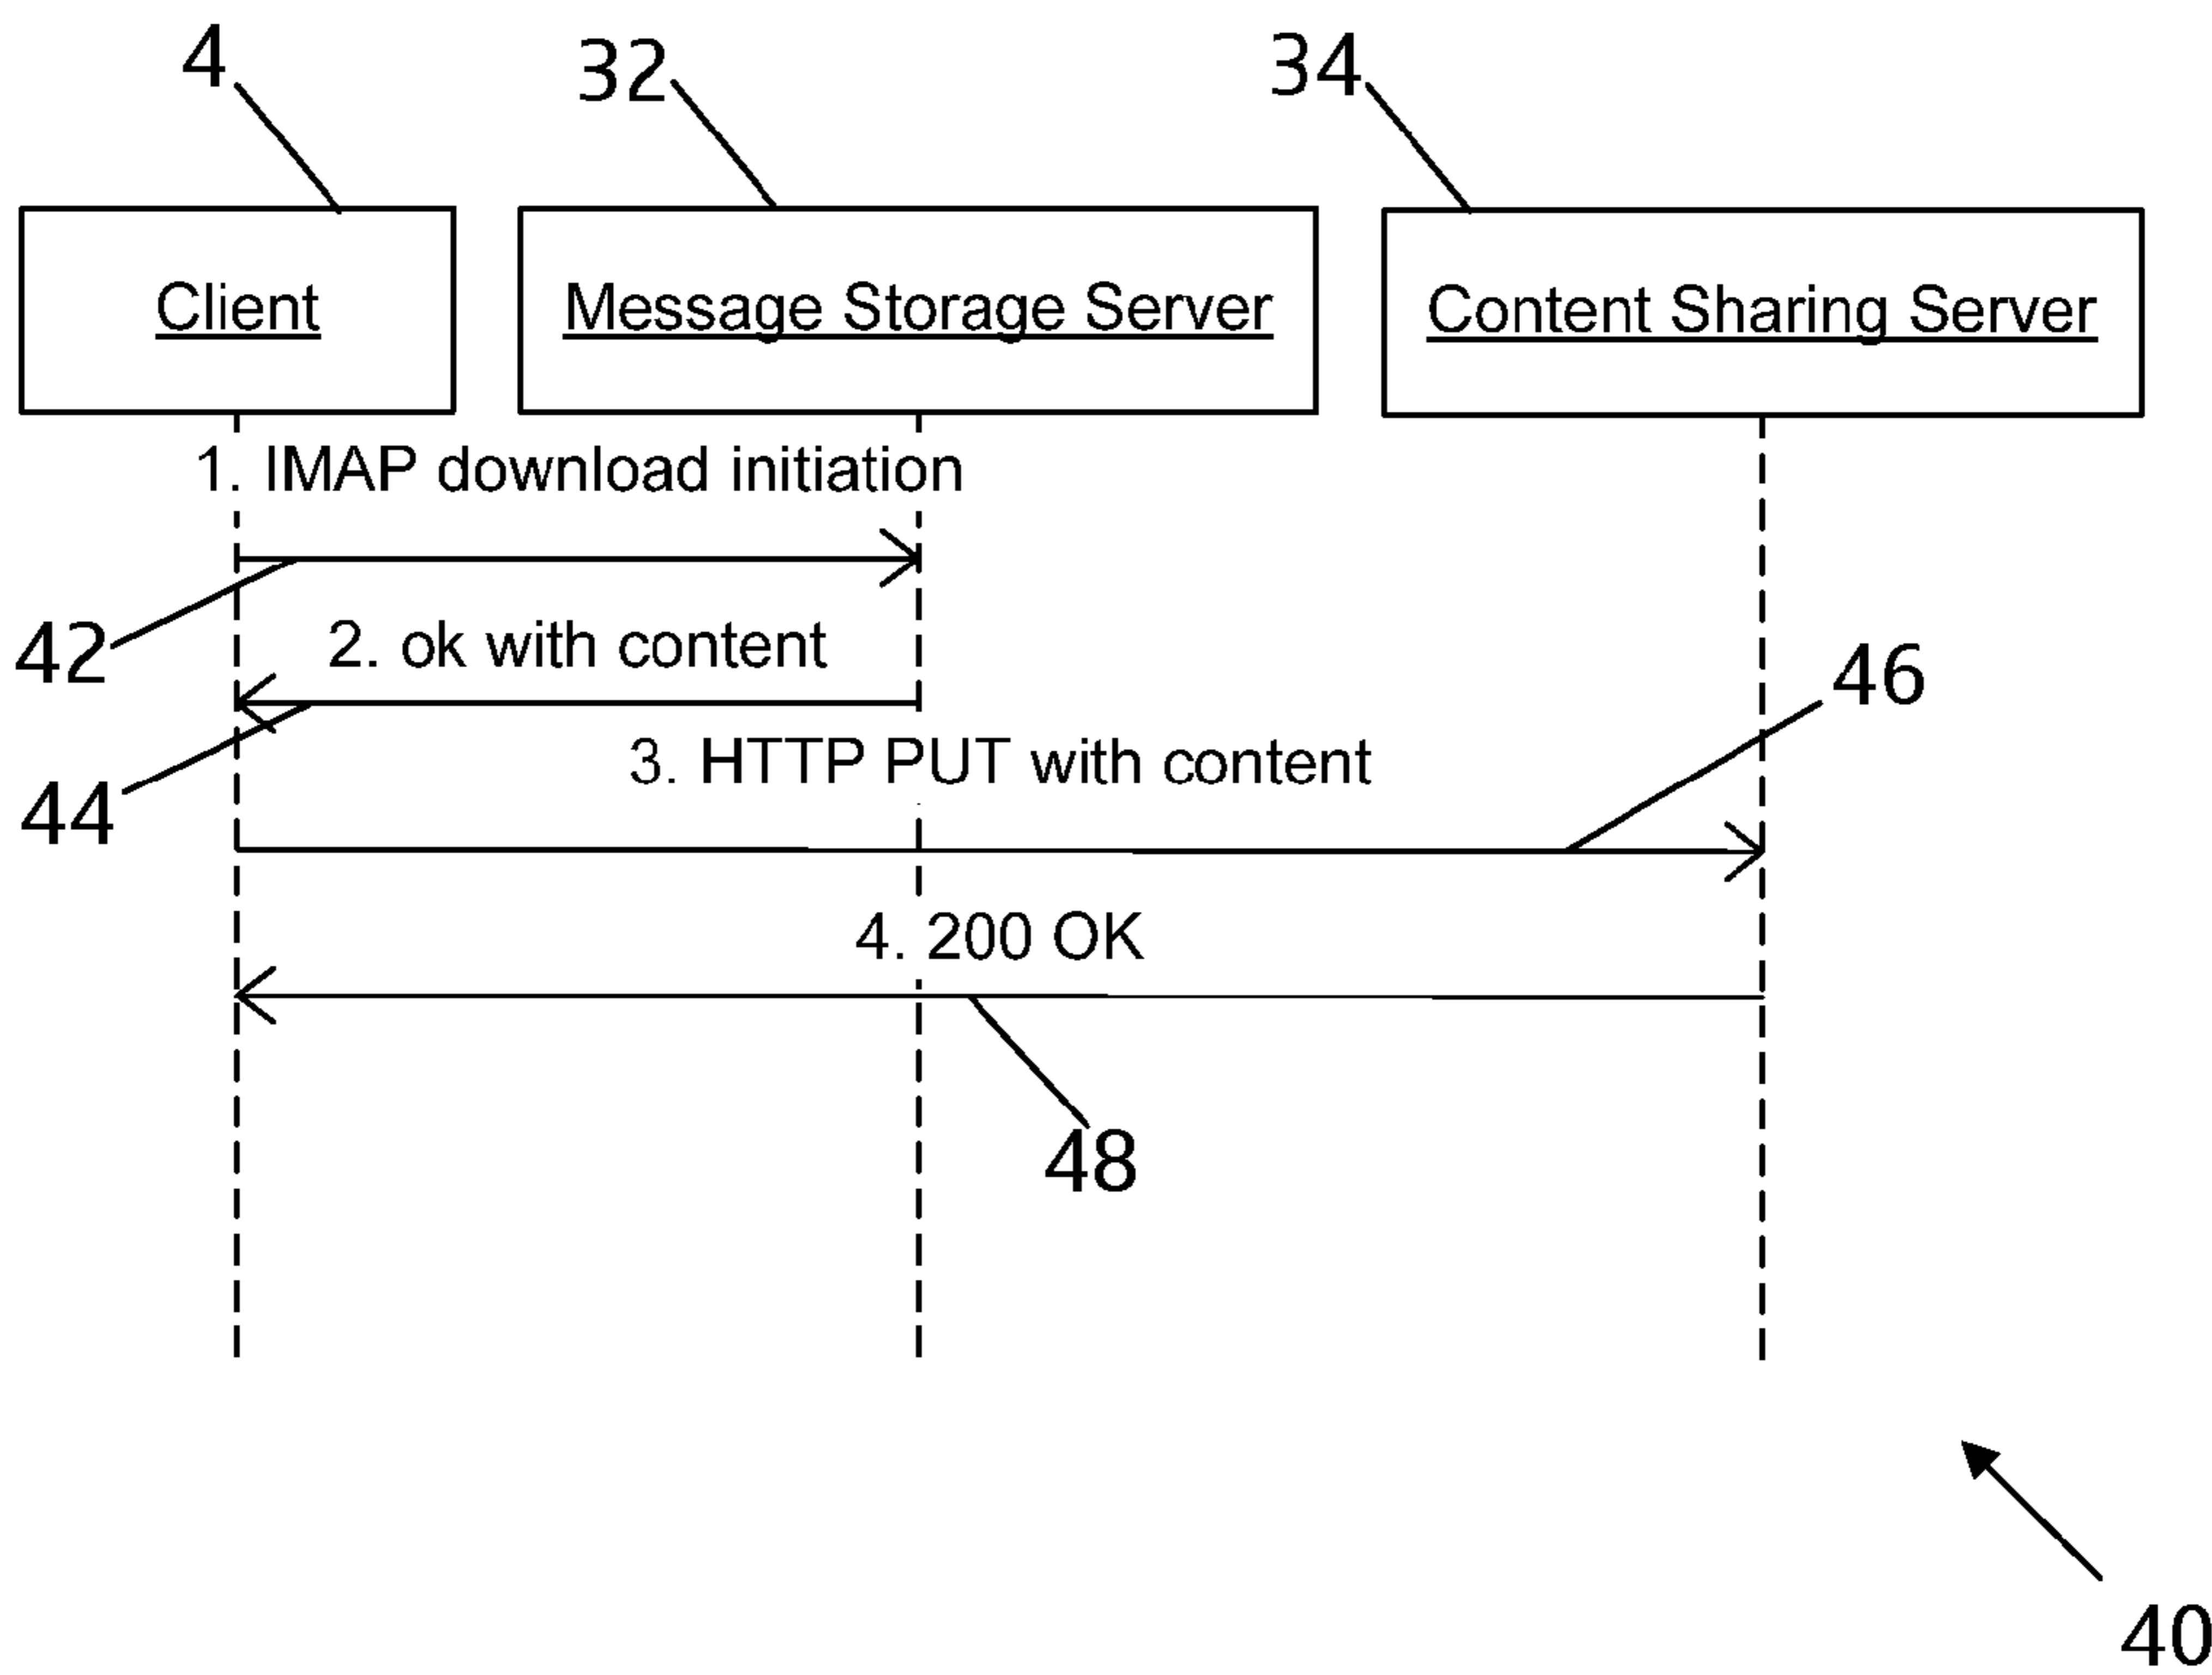 4
32
34
Client
Message Storage Server
Content Sharing Server
1. IMAP download initiation
42
2. ok with content
46
44
3. HTTP PUT with content
4. 200 OK
48
40